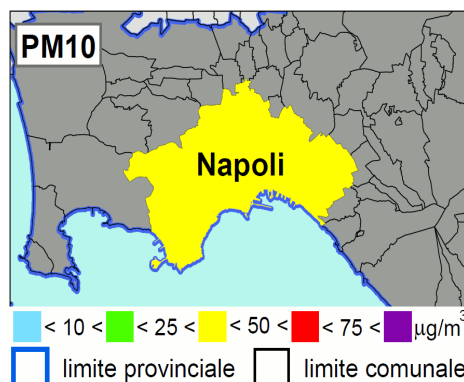 PM10
Napoli
< 10 < < 25 < < 50 < < 75 < μg/m³
limite provinciale limite comunale